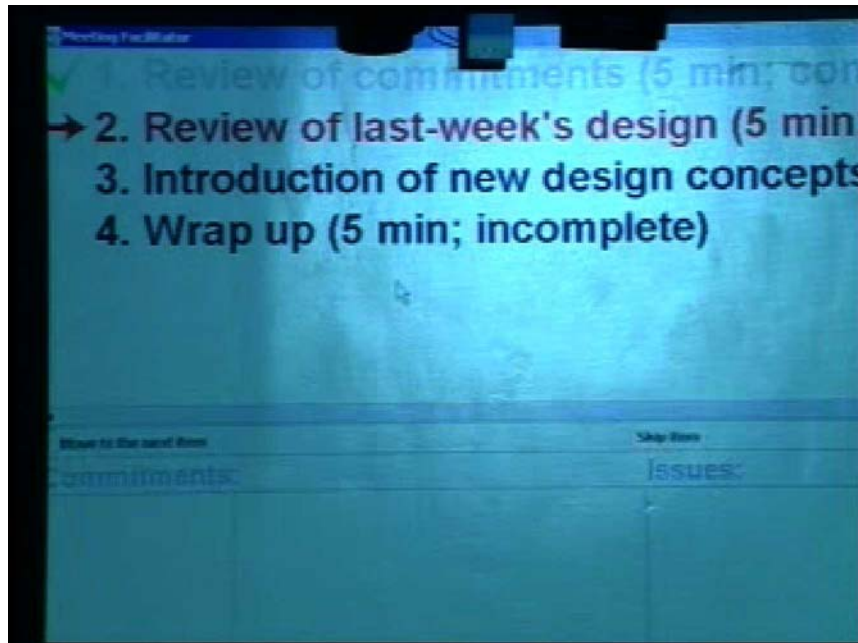 Meeting Facilitator
1. Review of commitments (5 min; con
2. Review of last-week's design (5 min
3. Introduction of new design concepts
4. Wrap up (5 min; incomplete)
Move to the next item
Skip item
Commitments:
Issues: